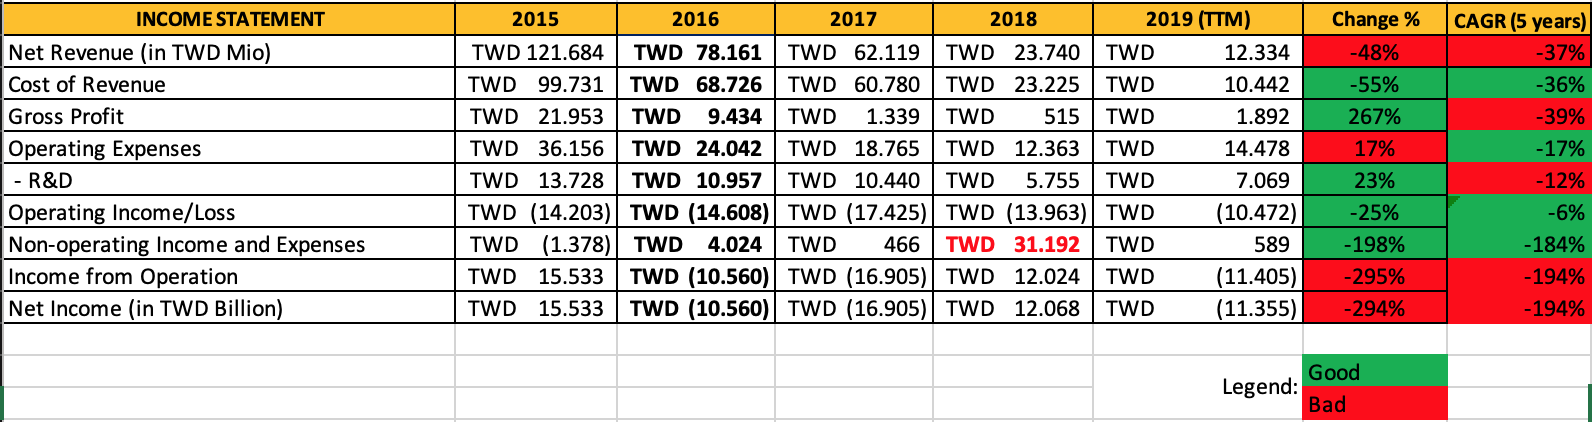 INCOME STATEMENT 2015 2016 2017 2018 2019 (TTM) Change % CAGR (5 years)
Net Revenue (in TWD Mio) TWD 121.684 TWD 78.161 TWD 62.119 TWD 23.740 TWD 12.334 -48% -37%
Cost of Revenue TWD 99.731 TWD 68.726 TWD 60.780 TWD 23.225 TWD 10.442 -55% -36%
Gross Profit TWD 21.953 TWD 9.434 TWD 1.339 TWD 515 TWD 1.892 267% -39%
Operating Expenses TWD 36.156 TWD 24.042 TWD 18.765 TWD 12.363 TWD 14.478 17% -17%
- R&D TWD 13.728 TWD 10.957 TWD 10.440 TWD 5.755 TWD 7.069 23% -12%
Operating Income/Loss TWD (14.203) TWD (14.608) TWD (17.425) TWD (13.963) TWD (10.472) -25% -6%
Non-operating Income and Expenses TWD (1.378) TWD 4.024 TWD 466 TWD 31.192 TWD 589 -198% -184%
Income from Operation TWD 15.533 TWD (10.560) TWD (16.905) TWD 12.024 TWD (11.405) -295% -194%
Net Income (in TWD Billion) TWD 15.533 TWD (10.560) TWD (16.905) TWD 12.068 TWD (11.355) -294% -194%
Legend: Good
Bad